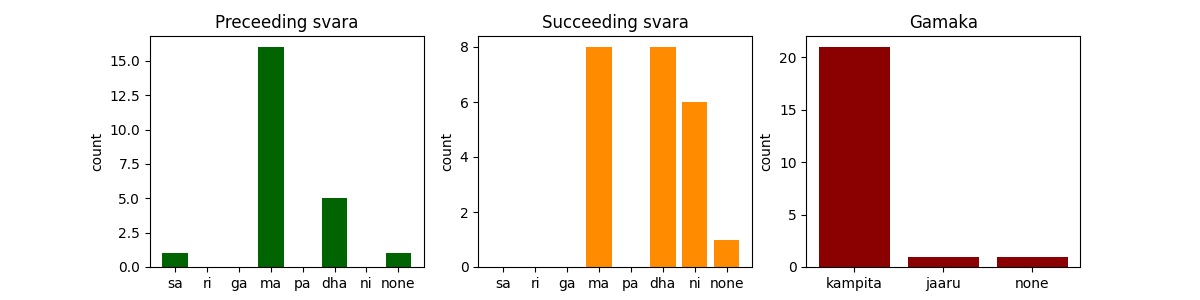 Preceeding svara
count
15.0
12.5
10.0
7.5
5.0
2.5
0.0
sa ri ga ma pa dha ni none
Succeeding svara
count
8
6
4
2
0
sa ri ga ma pa dha ni none
Gamaka
count
20
15
10
5
0
kampita jaaru none